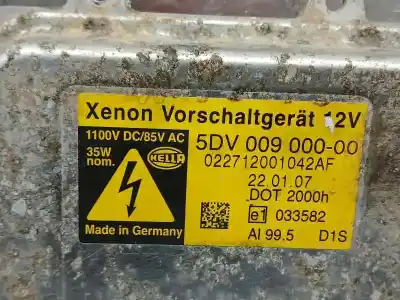 Xenon Vorschaltgerät 12V
1100V DC/85V AC
35W nom.
HELLA
Made in Germany
5DV 009 000-00
022712001042AF
22.01.07
DOT 2000h
e1 033582
AI 99.5 D1S